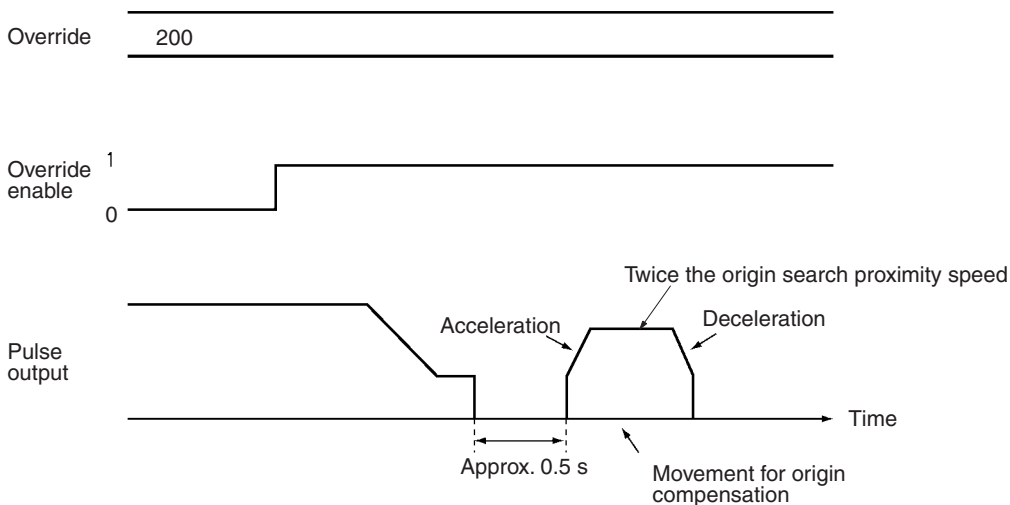 Override
200
Override
enable
1
0
Pulse
output
Twice the origin search proximity speed
Acceleration
Deceleration
Time
Approx. 0.5 s
Movement for origin
compensation